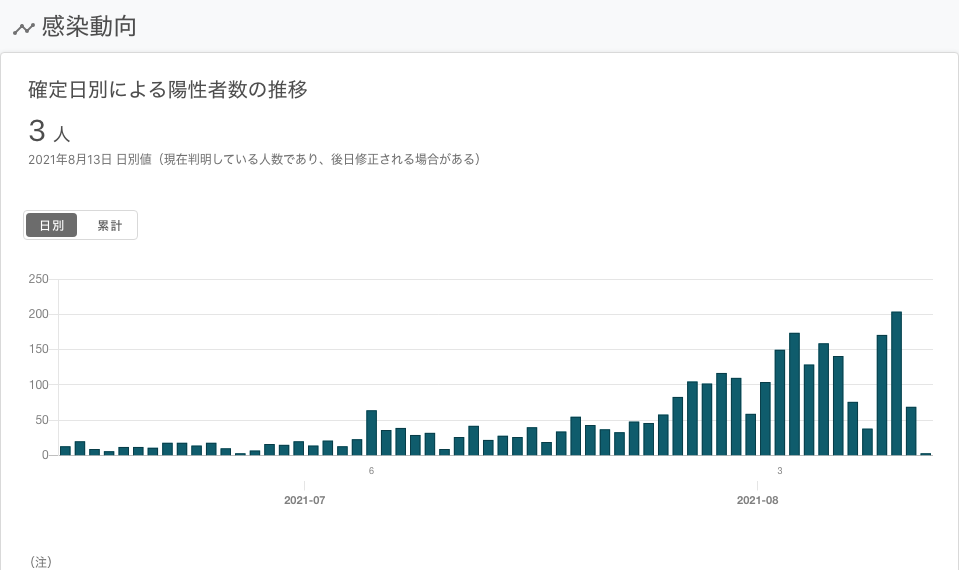 感染動向
確定日別による陽性者数の推移
3 人
2021年8月13日 日別値（現在判明している人数であり、後日修正される場合がある）
日別 累計
250
200
150
100
50
0
6 3
2021-07 2021-08
（注）